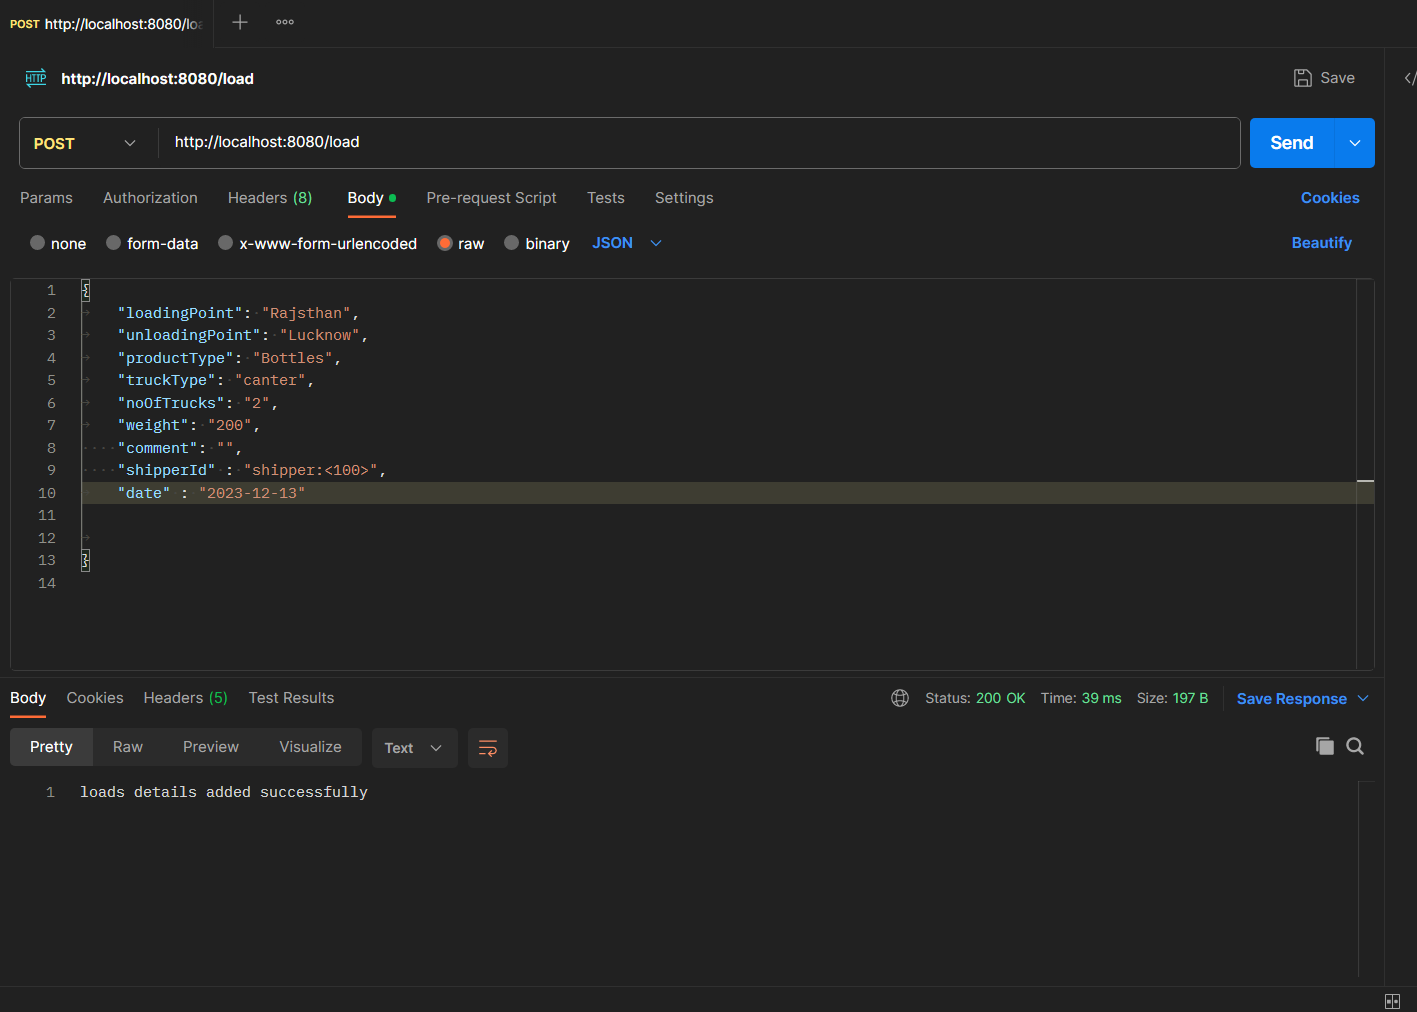 POST http://localhost:8080/loa
HTTP http://localhost:8080/load
Save
</>
POST http://localhost:8080/load
Send
Params Authorization Headers (8) Body Pre-request Script Tests Settings Cookies
none form-data x-www-form-urlencoded raw binary JSON Beautify
1 {
2 "loadingPoint": "Rajsthan",
3 "unloadingPoint": "Lucknow",
4 "productType": "Bottles",
5 "truckType": "canter",
6 "noOfTrucks": "2",
7 "weight": "200",
8 "comment": "",
9 "shipperId" : "shipper:<100>",
10 "date" : "2023-12-13"
11
12
13 }
14
Body Cookies Headers (5) Test Results Status: 200 OK Time: 39 ms Size: 197 B Save Response
Pretty Raw Preview Visualize Text
1 loads details added successfully